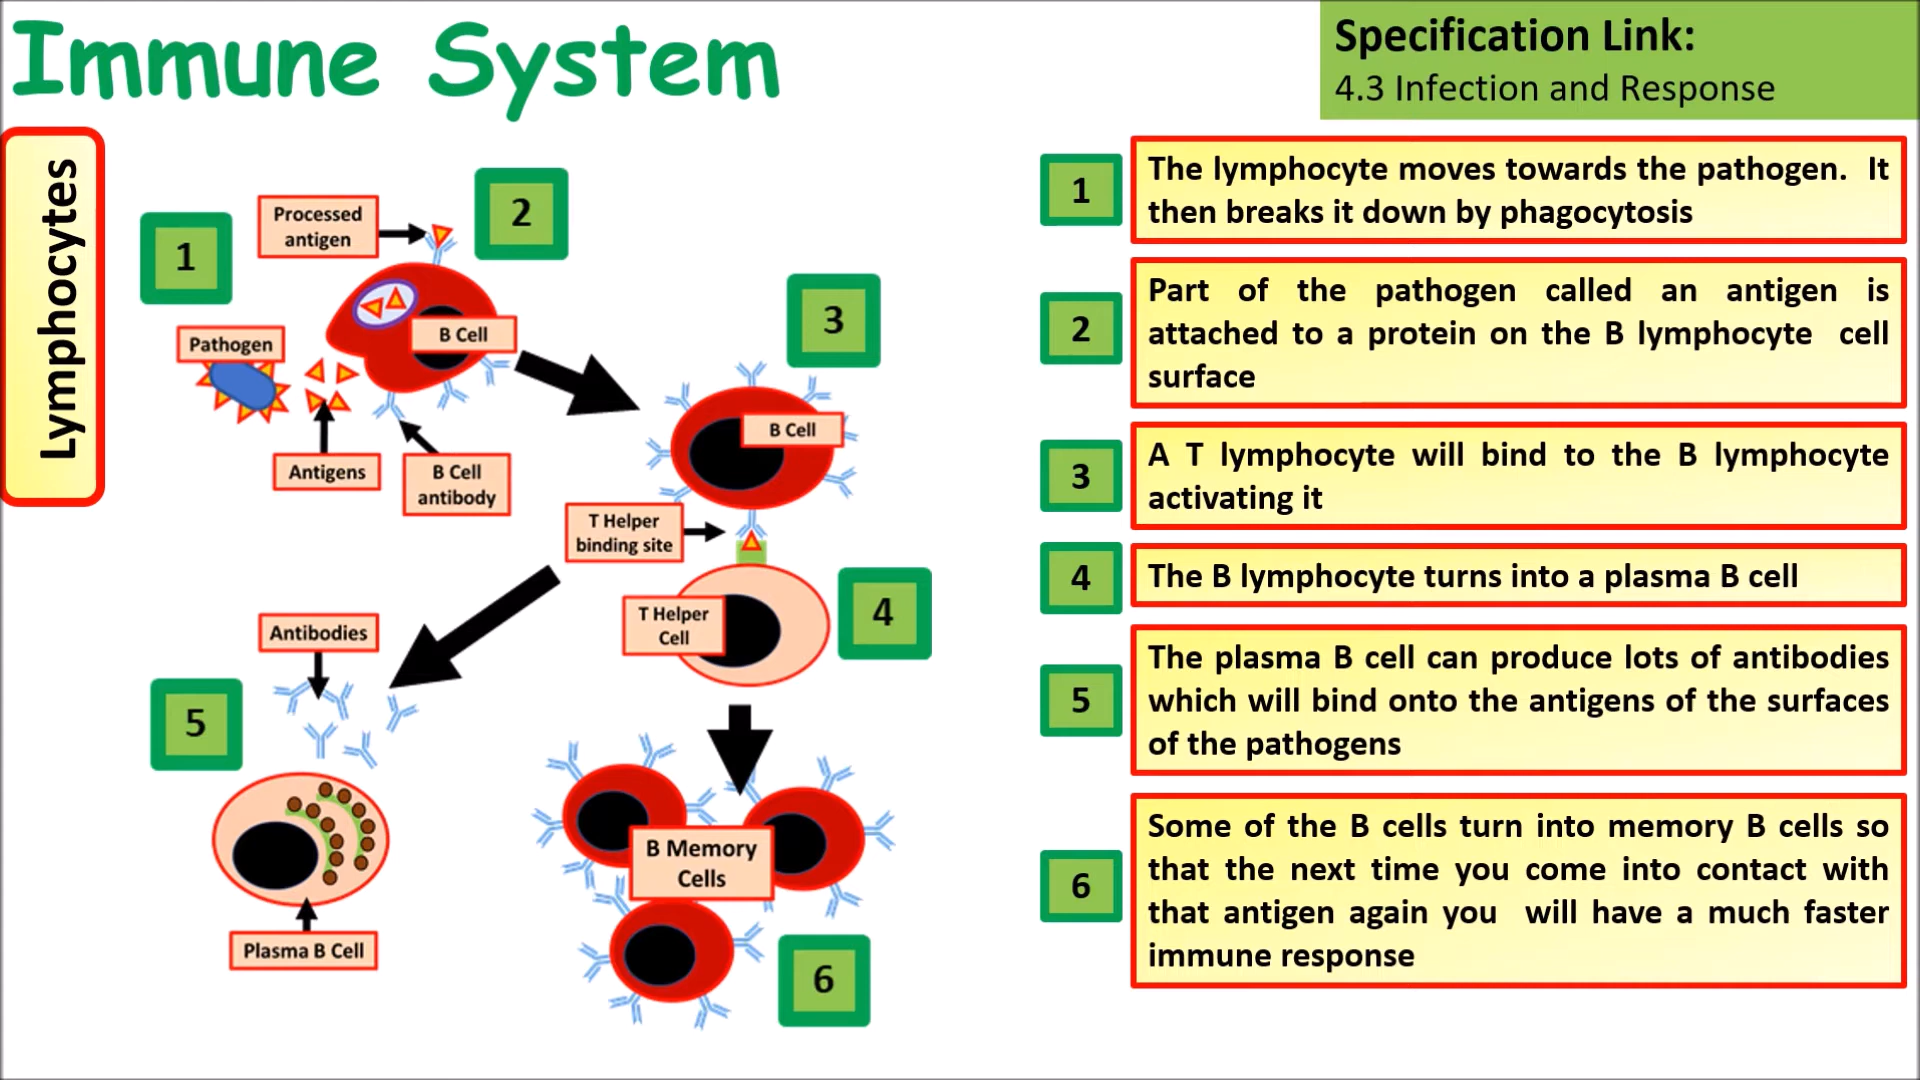 Immune System
Specification Link:
4.3 Infection and Response
Lymphocytes
1
Processed
antigen
2
Pathogen
B Cell
Antigens
B Cell
antibody
3
B Cell
T Helper
binding site
T Helper
Cell
4
Antibodies
5
Plasma B Cell
B Memory
Cells
6
1
The lymphocyte moves towards the pathogen. It
then breaks it down by phagocytosis
2
Part of the pathogen called an antigen is
attached to a protein on the B lymphocyte cell
surface
3
A T lymphocyte will bind to the B lymphocyte
activating it
4
The B lymphocyte turns into a plasma B cell
5
The plasma B cell can produce lots of antibodies
which will bind onto the antigens of the surfaces
of the pathogens
6
Some of the B cells turn into memory B cells so
that the next time you come into contact with
that antigen again you will have a much faster
immune response